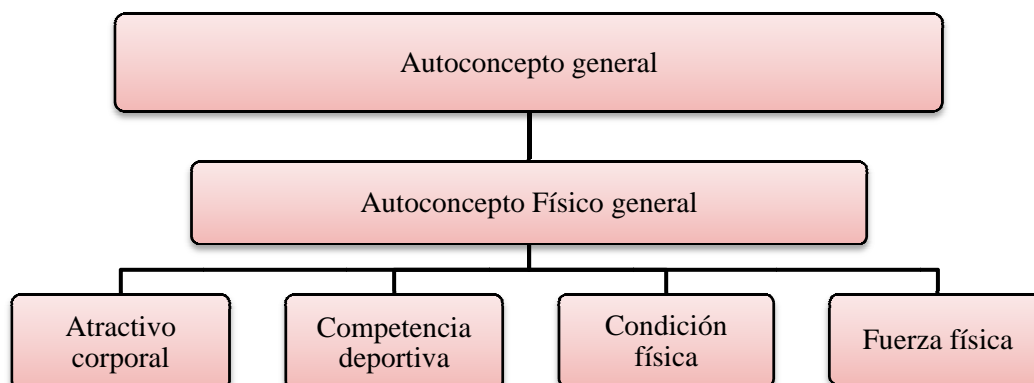 Autoconcepto general
Autoconcepto Físico general
Atractivo
corporal
Competencia
deportiva
Condición
física
Fuerza física